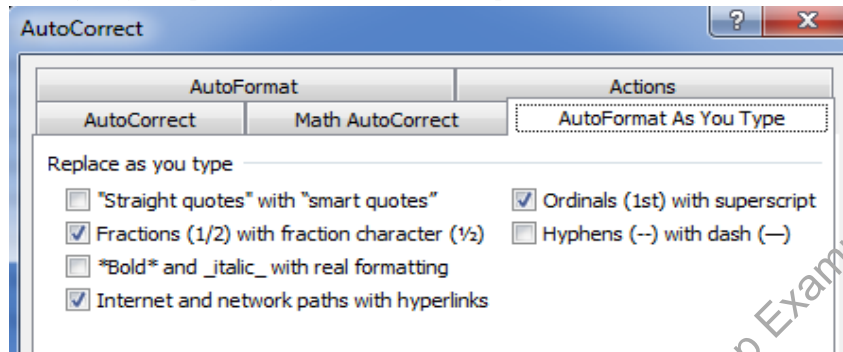 AutoCorrect
?
AutoFormat Actions
AutoCorrect Math AutoCorrect AutoFormat As You Type
Replace as you type
"Straight quotes" with “smart quotes” Ordinals (1st) with superscript
Fractions (1/2) with fraction character (½) Hyphens (--) with dash (—)
*Bold* and _italic_ with real formatting
Internet and network paths with hyperlinks